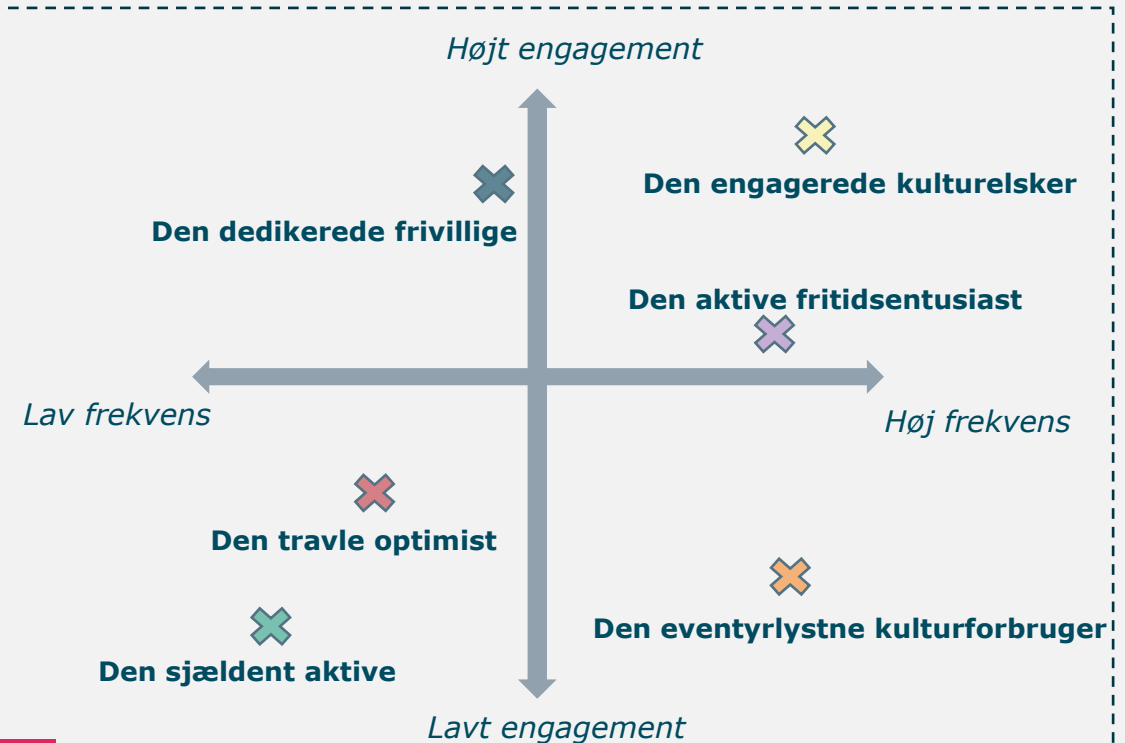 Højt engagement
Den engagerede kulturelsker
Den dedikerede frivillige
Den aktive fritidsentusiast
Lav frekvens
Høj frekvens
Den travle optimist
Den eventyrlystne kulturforbruger
Den sjældent aktive
Lavt engagement